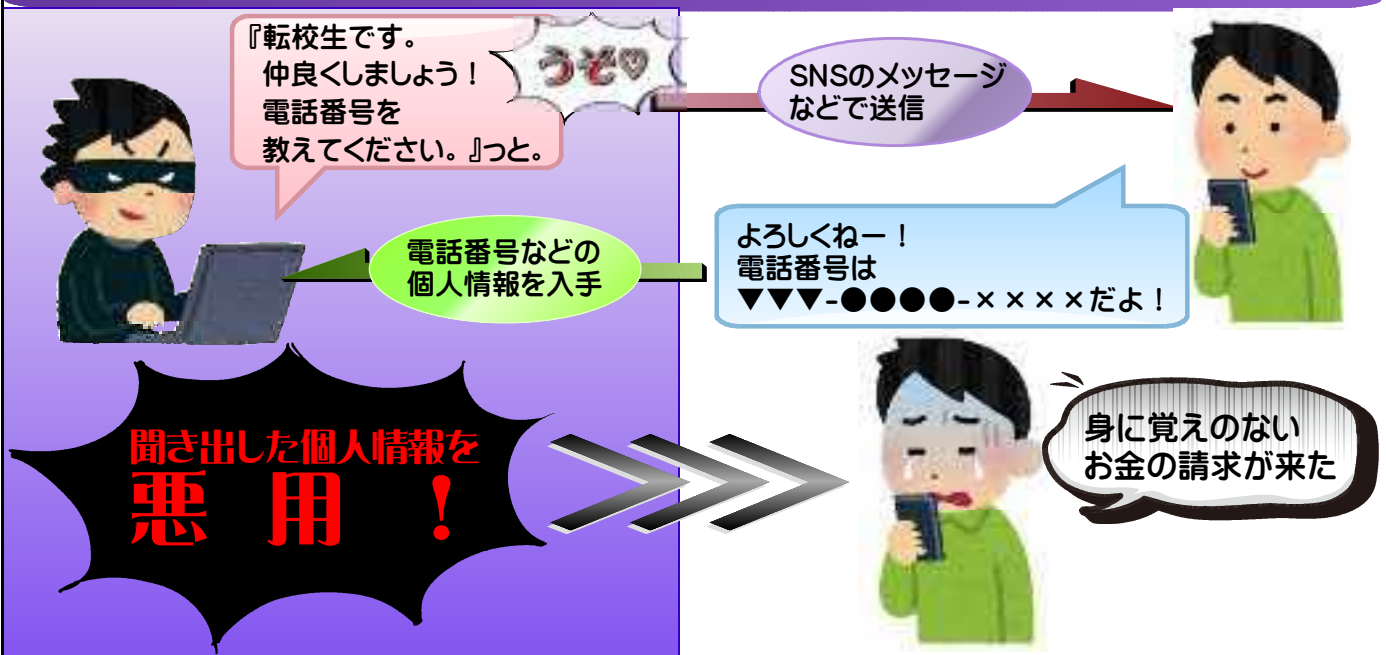 『転校生です。
仲良くしましょう！
電話番号を
教えてください。』っと。
うそ♡
SNSのメッセージ
などで送信
よろしくねー！
電話番号は
▼▼▼-●●●●-××××だよ！
電話番号などの
個人情報を入手
聞き出した個人情報を
悪用！
身に覚えのない
お金の請求が来た